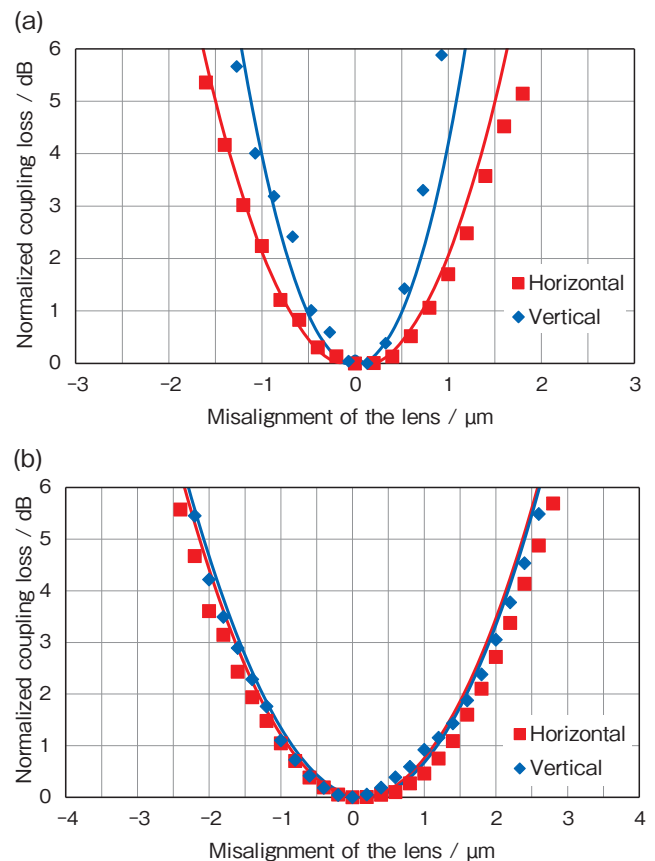 (a)
Normalized coupling loss / dB
6
5
4
3
2
1
0
Horizontal
Vertical
−3 −2 −1 0 1 2 3
Misalignment of the lens / μm
(b)
Normalized coupling loss / dB
6
5
4
3
2
1
0
Horizontal
Vertical
−4 −3 −2 −1 0 1 2 3 4
Misalignment of the lens / μm